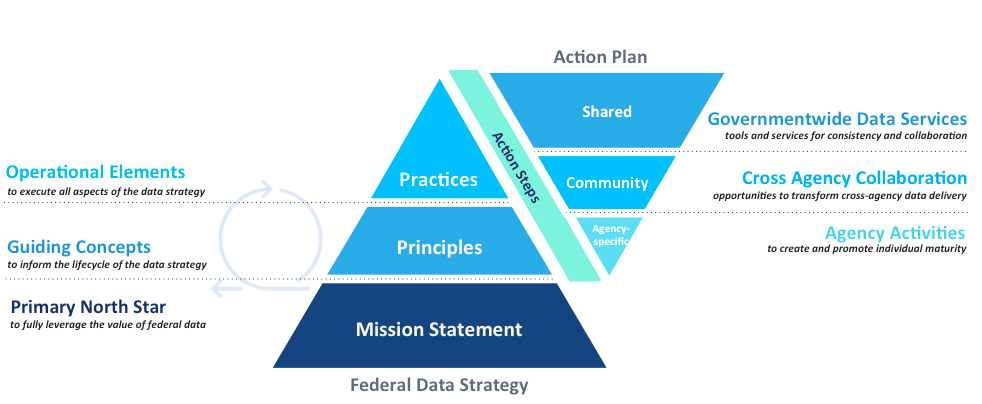 Action Plan
Shared
Governmentwide Data Services
tools and services for consistency and collaboration
Action Steps
Operational Elements
to execute all aspects of the data strategy
Practices
Community
Cross Agency Collaboration
opportunities to transform cross-agency data delivery
Guiding Concepts
to inform the lifecycle of the data strategy
Principles
Agency-
specific
Agency Activities
to create and promote individual maturity
Primary North Star
to fully leverage the value of federal data
Mission Statement
Federal Data Strategy